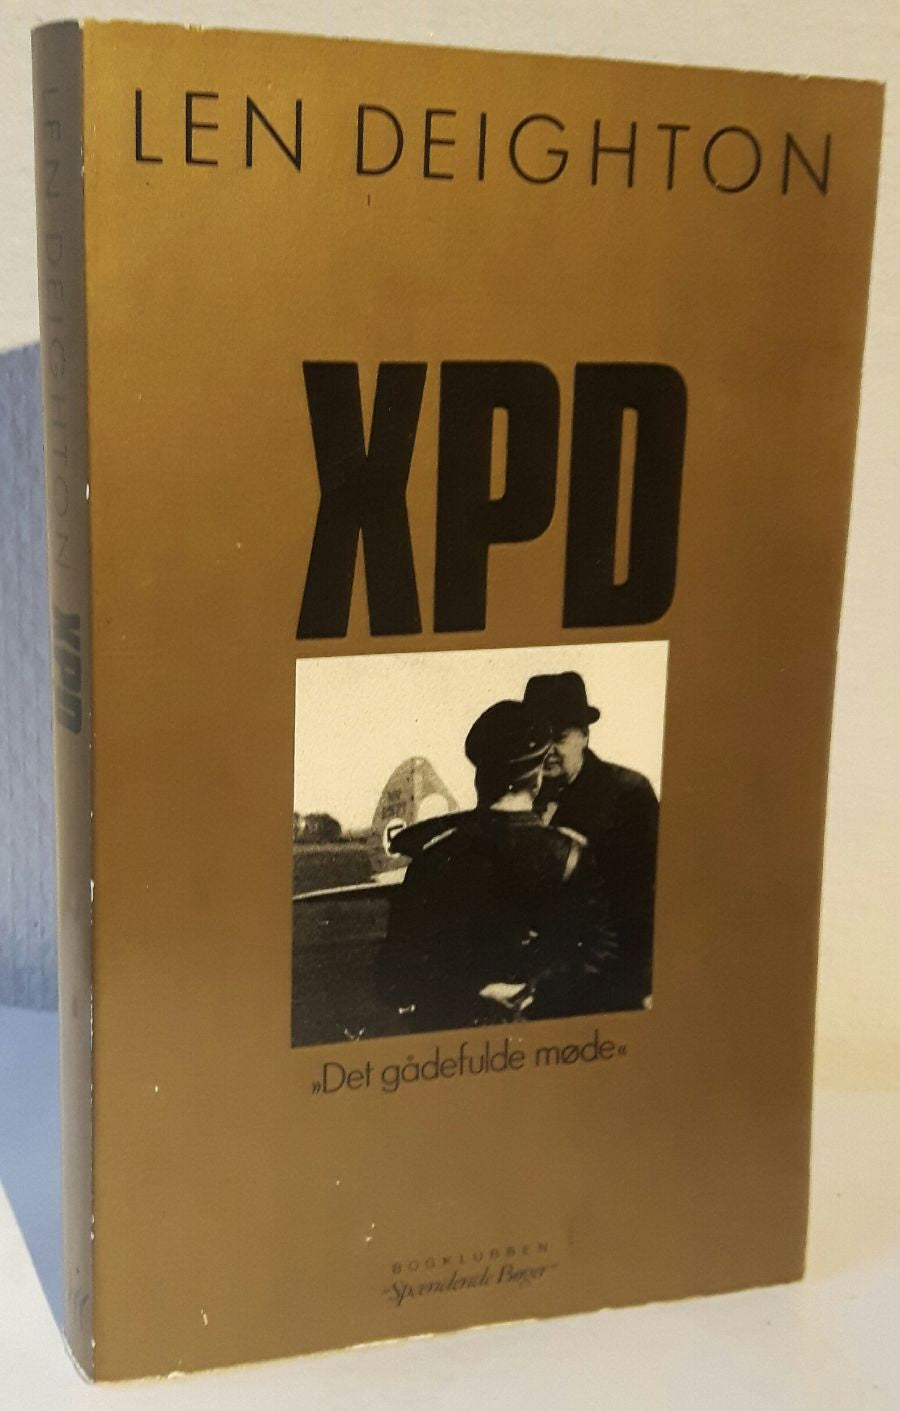 LEN DEIGHTON
XPD
»Det gådefulde møde«
BOGKLUBBEN
»Spændende Bøger«
LEN DEIGHTON XPD